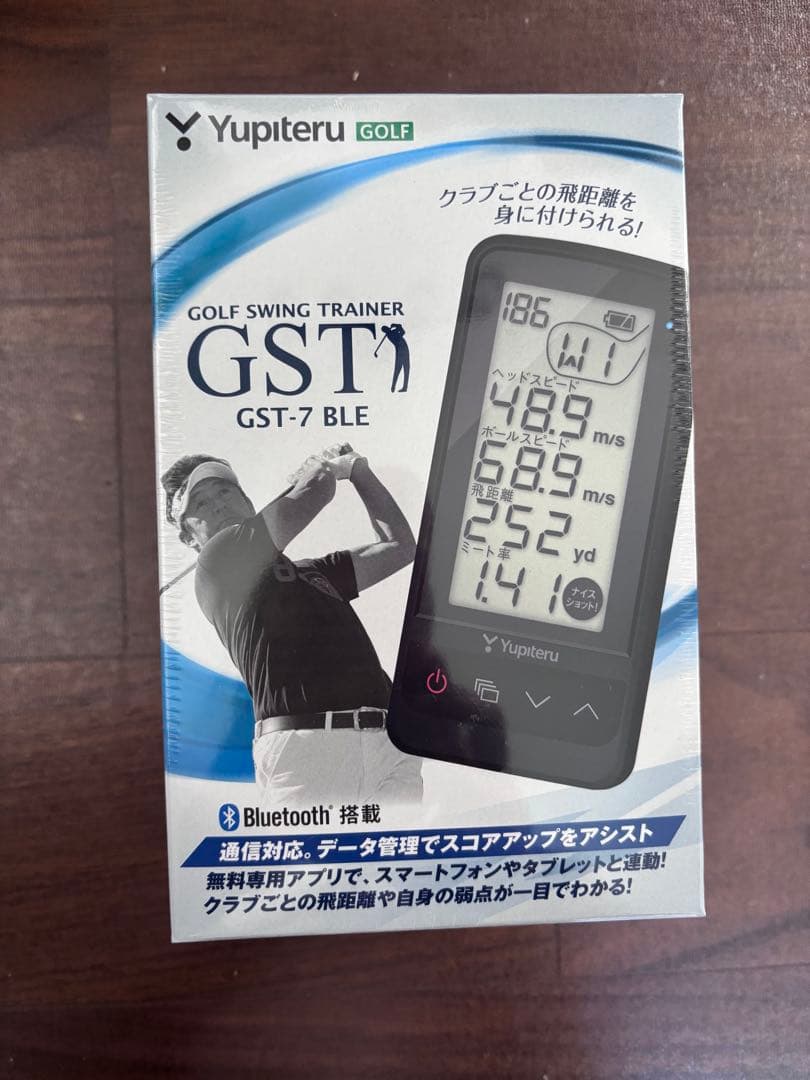 Yupiteru GOLF
クラブごとの飛距離を
身に付けられる!
GOLF SWING TRAINER
GST
GST-7 BLE
186
W1
ヘッドスピード
48.9 m/s
ボールスピード
68.9 m/s
飛距離
252 yd
ミート率
1.41
ナイス
ショット!
Yupiteru
Bluetooth® 搭載
通信対応。データ管理でスコアアップをアシスト
無料専用アプリで、スマートフォンやタブレットと連動!
クラブごとの飛距離や自身の弱点が一目でわかる!